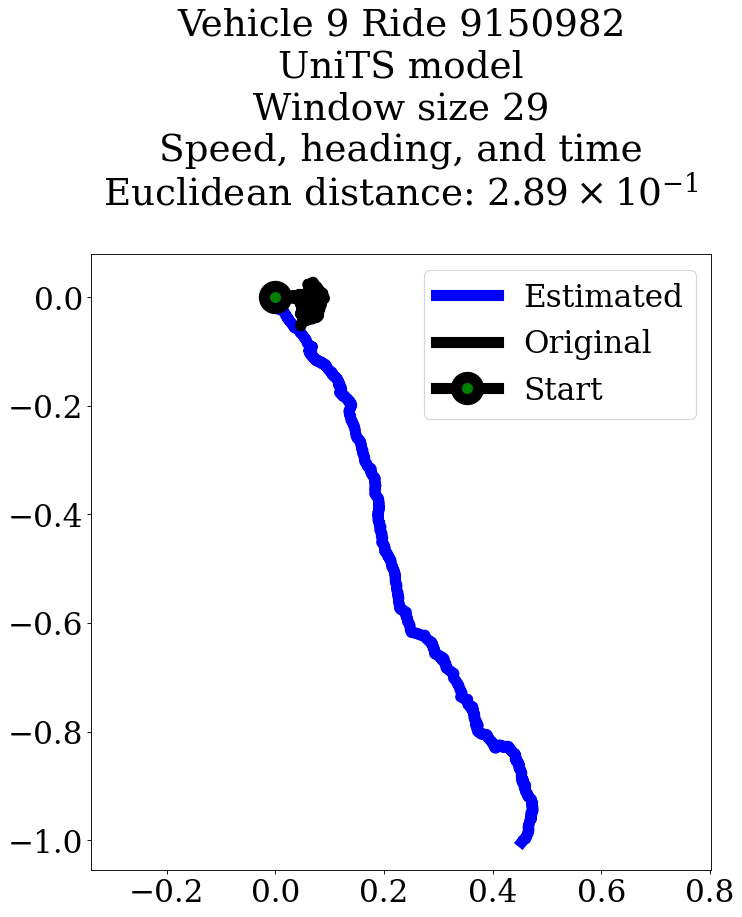 Vehicle 9 Ride 9150982
UniTS model
Window size 29
Speed, heading, and time
Euclidean distance: 2.89 × 10⁻¹
Estimated
Original
Start
0.0
−0.2
−0.4
−0.6
−0.8
−1.0
−0.2 0.0 0.2 0.4 0.6 0.8